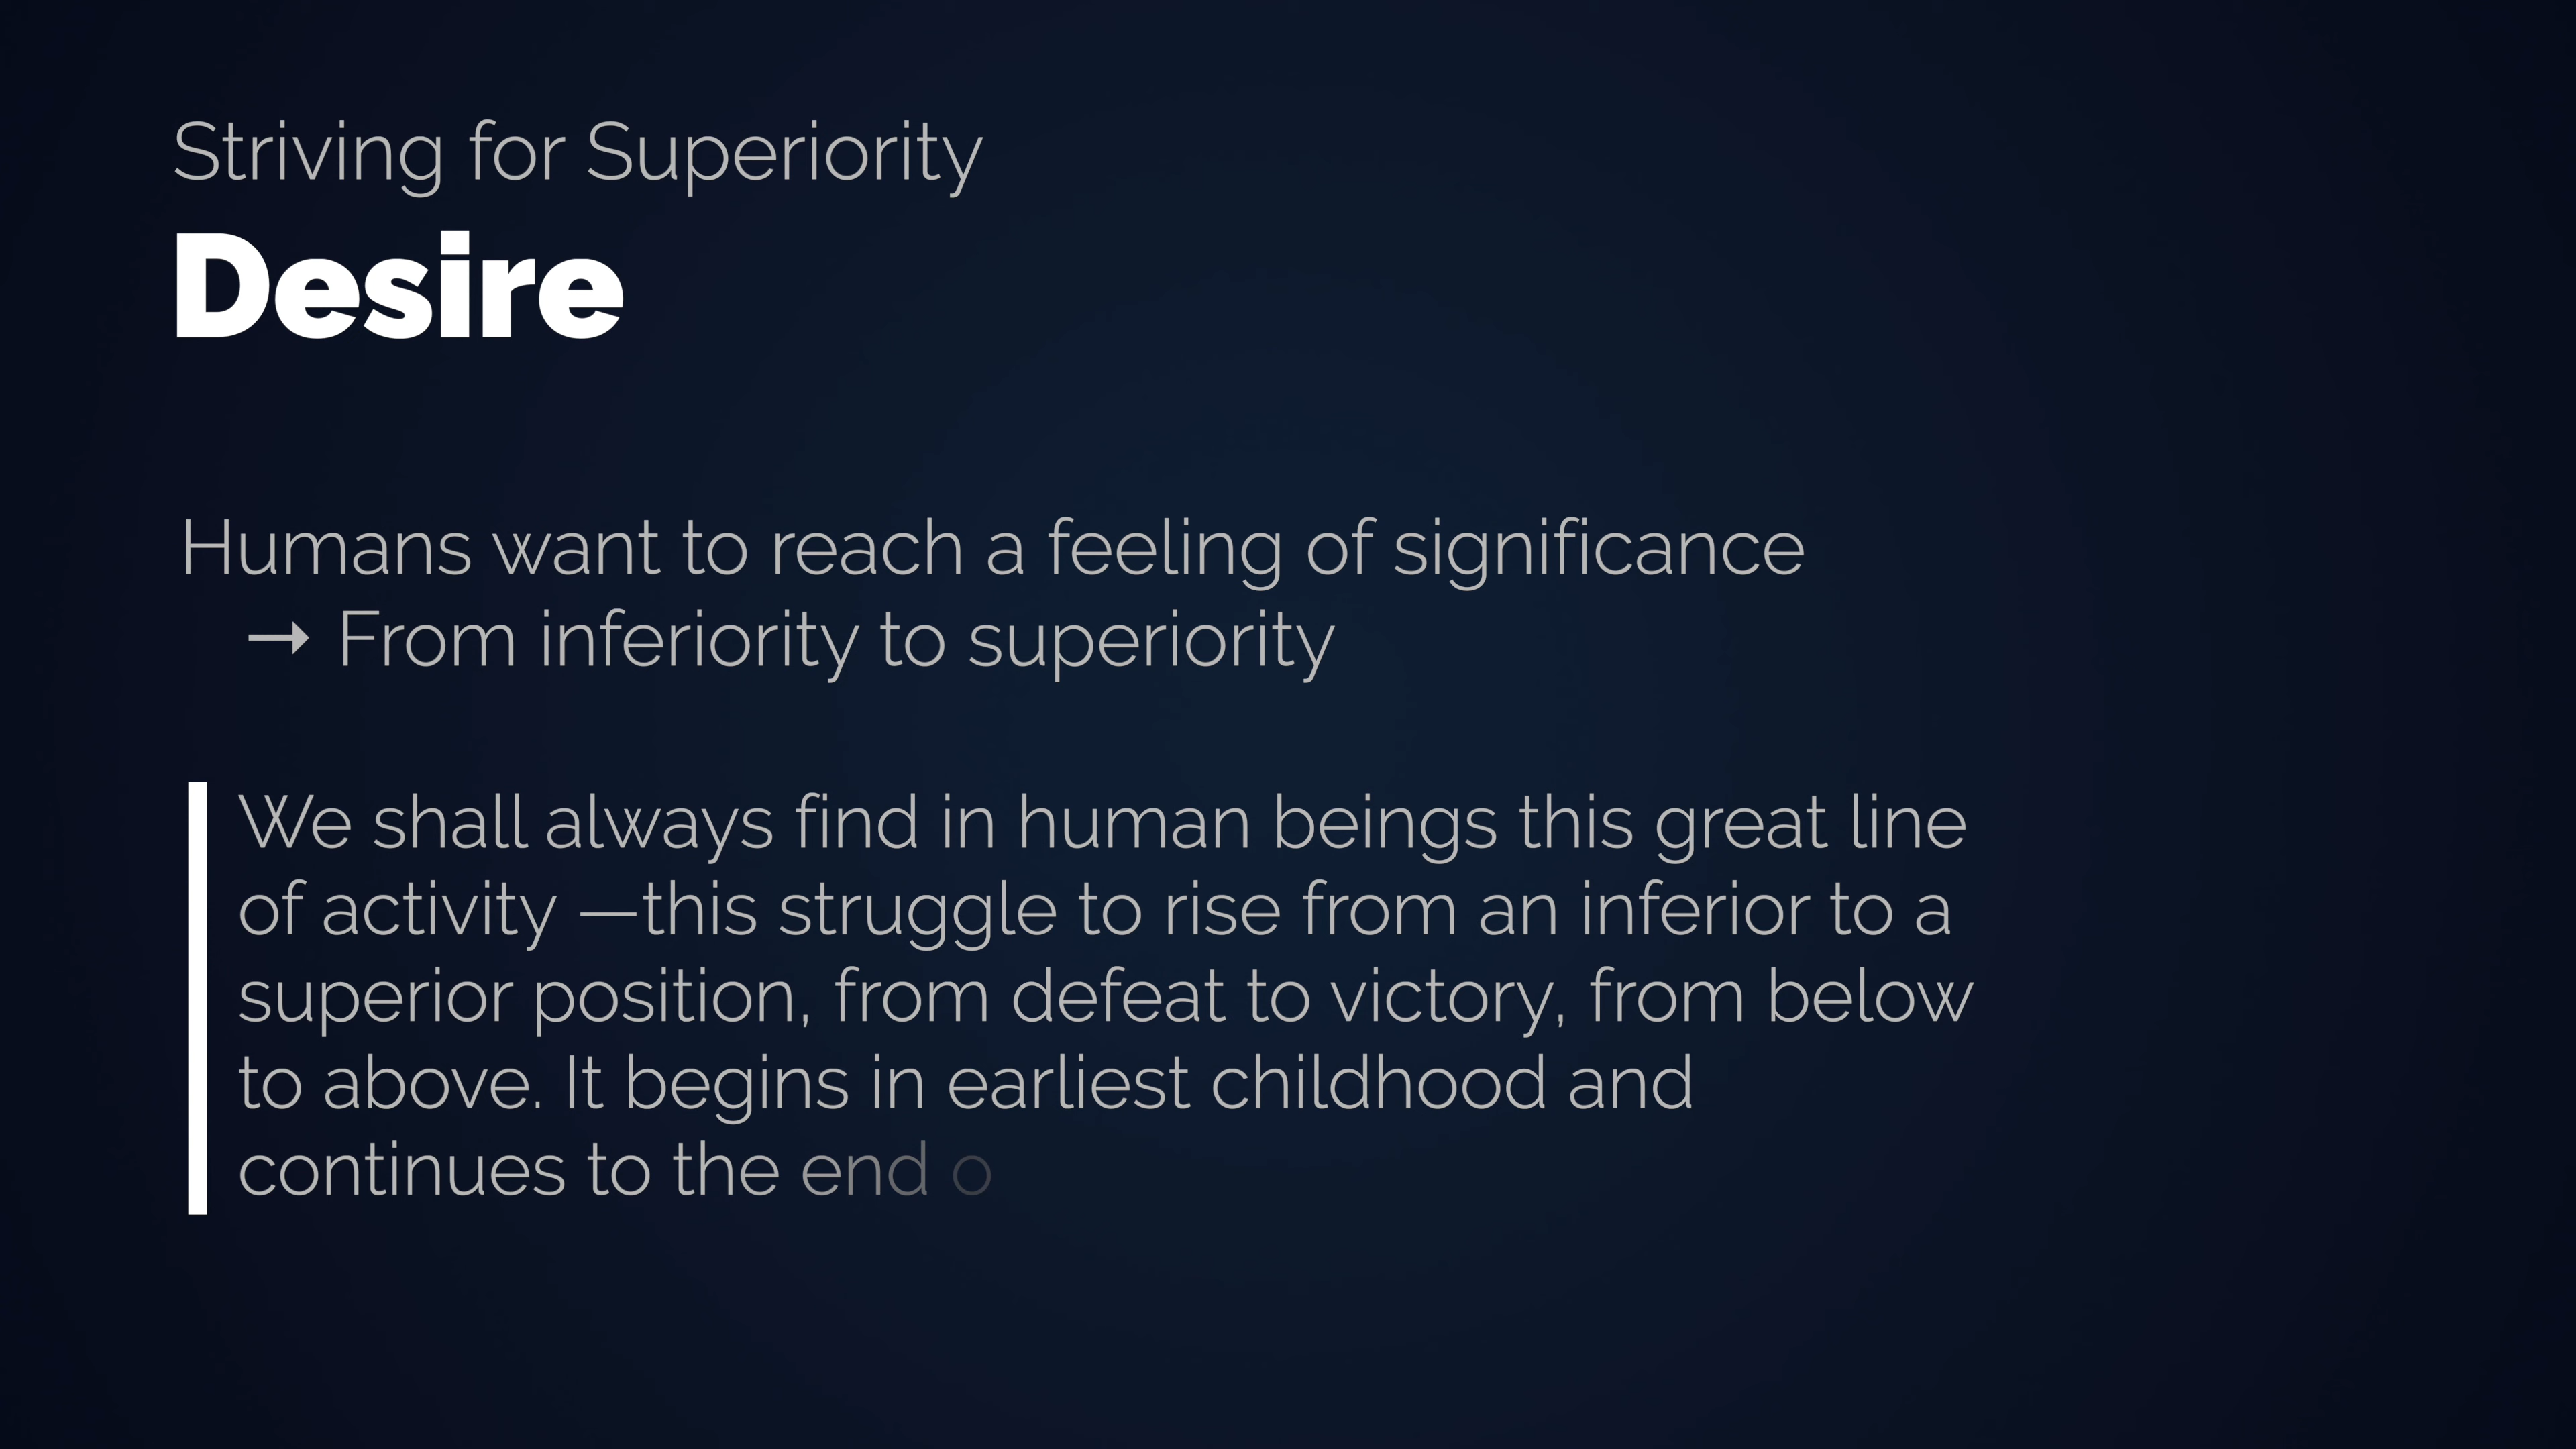 Striving for Superiority
Desire
Humans want to reach a feeling of significance
→ From inferiority to superiority
We shall always find in human beings this great line
of activity —this struggle to rise from an inferior to a
superior position, from defeat to victory, from below
to above. It begins in earliest childhood and
continues to the end o